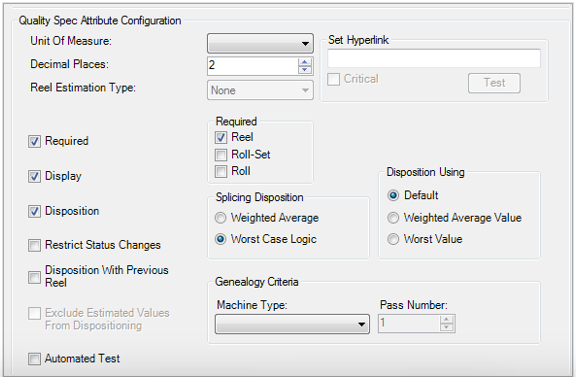 Quality Spec Attribute Configuration
Unit Of Measure:
Decimal Places:
2
Reel Estimation Type:
None
Set Hyperlink
Critical
Test
Required
Display
Disposition
Restrict Status Changes
Disposition With Previous
Reel
Exclude Estimated Values
From Dispositioning
Automated Test
Required
Reel
Roll-Set
Roll
Splicing Disposition
Weighted Average
Worst Case Logic
Disposition Using
Default
Weighted Average Value
Worst Value
Genealogy Criteria
Machine Type:
Pass Number:
1